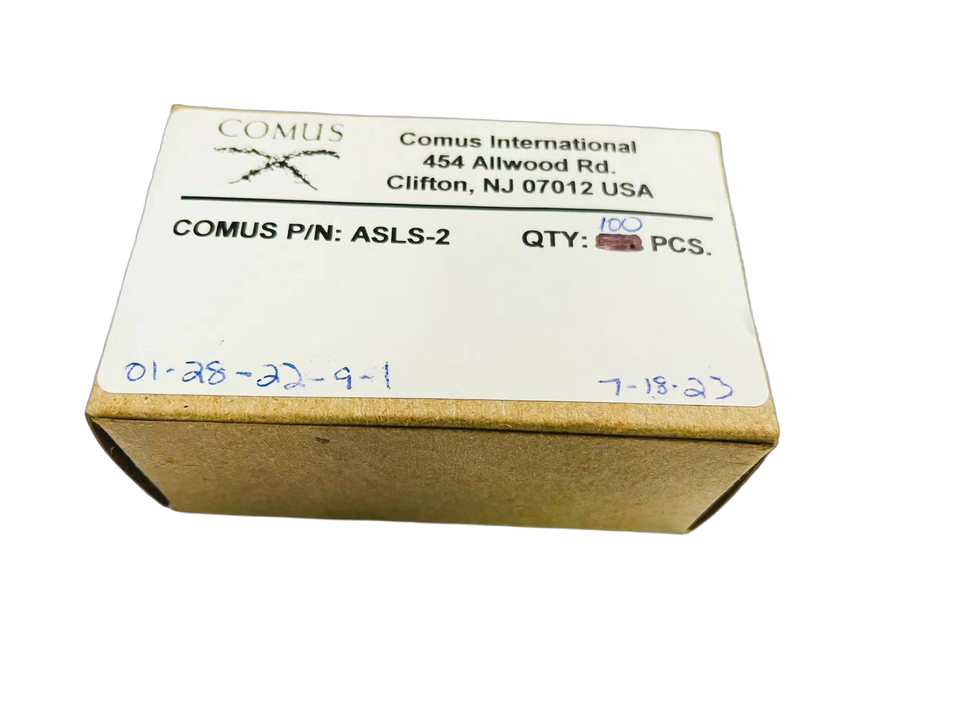 COMUS
Comus International
454 Allwood Rd.
Clifton, NJ 07012 USA
COMUS P/N: ASLS-2
QTY: 100 PCS.
01-28-22-9-1
7-18-23